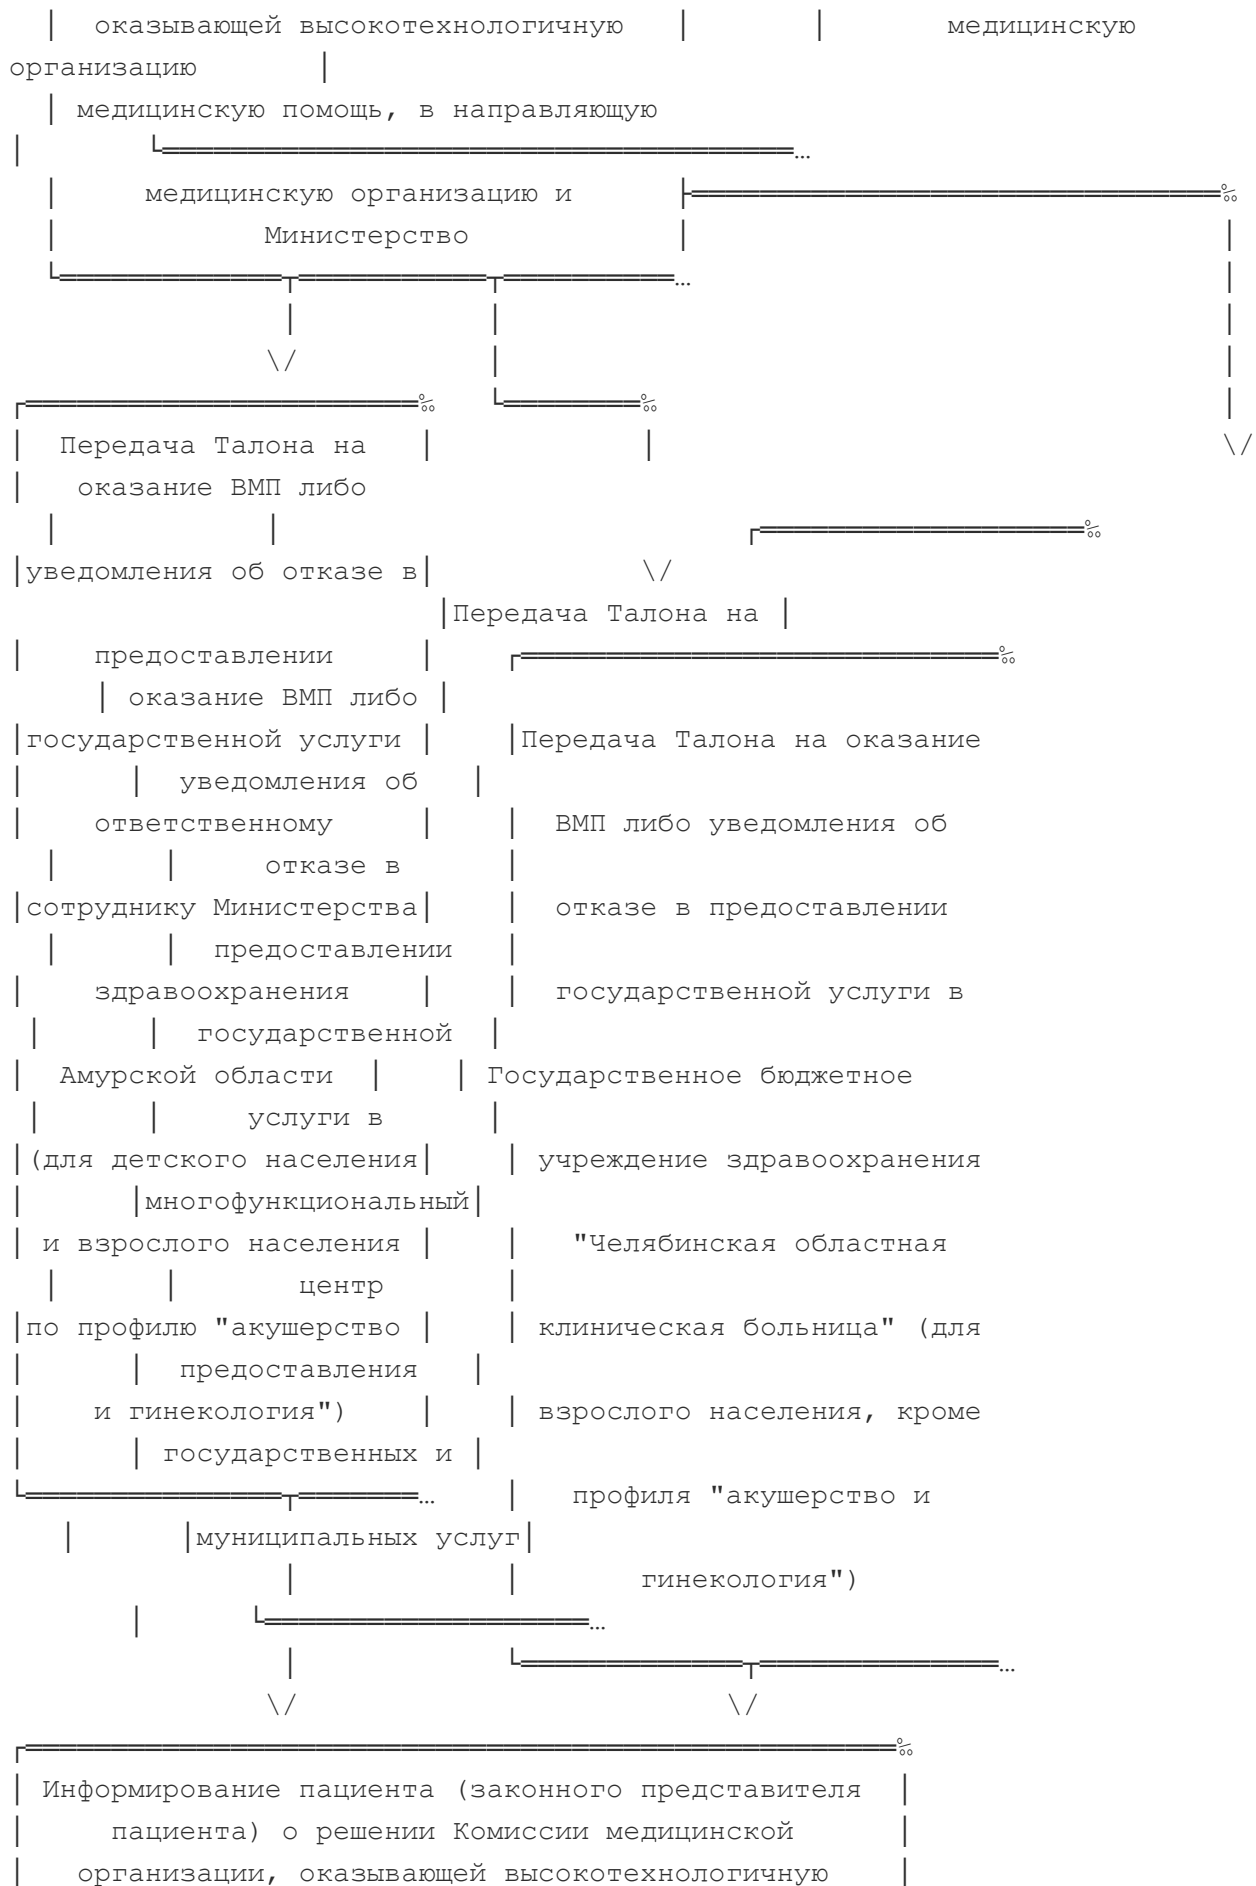 оказывающей высокотехнологичную | | медицинскую
организацию |
| медицинскую помощь, в направляющую
| └════════════════════════════════════…
| медицинскую организацию и ├═══════════════════════════════‰
| Министерство | |
└═════════════┬═══════════┬══════════… |
| | |
\/ | |
┌═══════════════════════‰ └════════‰ |
| Передача Талона на | | \/
| оказание ВМП либо
| | ┌═══════════════════‰
|уведомления об отказе в| \/
|Передача Талона на |
| предоставлении | ┌════════════════════════════‰
| оказание ВМП либо |
|государственной услуги | |Передача Талона на оказание
| | уведомления об |
| ответственному | | ВМП либо уведомления об
| | отказе в |
|сотруднику Министерства| | отказе в предоставлении
| | предоставлении |
| здравоохранения | | государственной услуги в
| | государственной |
| Амурской области | | Государственное бюджетное
| | услуги в |
|(для детского населения| | учреждение здравоохранения
| |многофункциональный|
| и взрослого населения | | "Челябинская областная
| | центр |
|по профилю "акушерство | | клиническая больница" (для
| | предоставления |
| и гинекология") | | взрослого населения, кроме
| | государственных и |
└═══════════════┬═══════… | профиля "акушерство и
| |муниципальных услуг|
| | гинекология")
| └═══════════════════…
| └═════════════┬══════════════…
\/ \/
┌═══════════════════════════════════════════════════‰
| Информирование пациента (законного представителя |
| пациента) о решении Комиссии медицинской |
| организации, оказывающей высокотехнологичную |